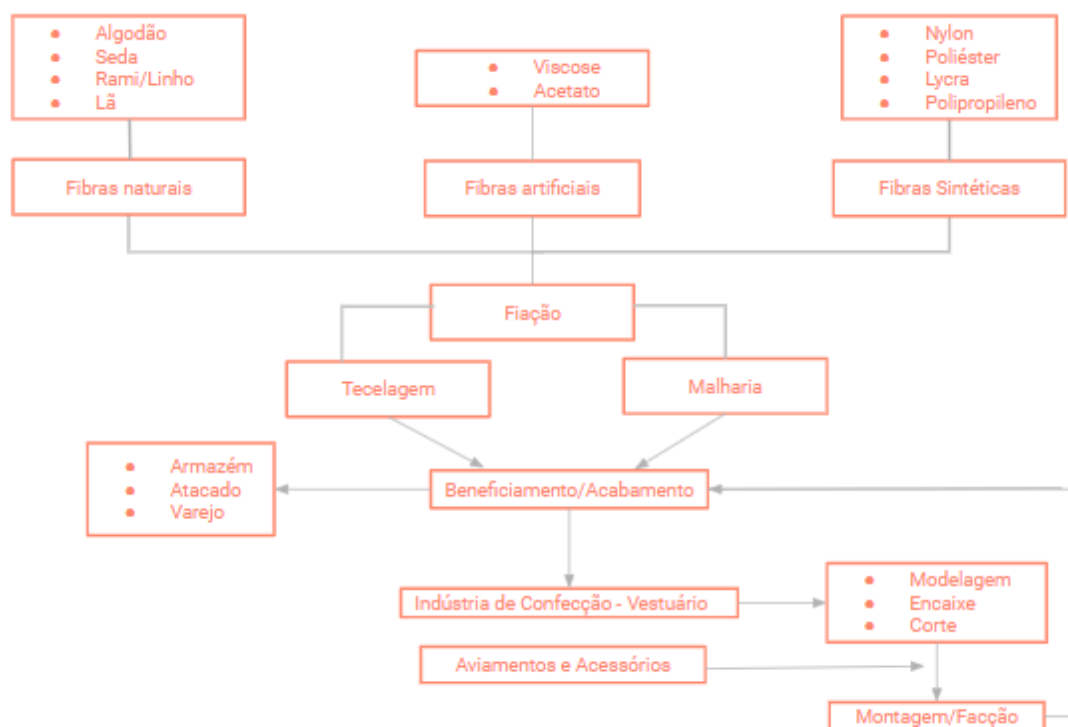 Algodão
Seda
Rami/Linho
Lã
Viscose
Acetato
Nylon
Poliéster
Lycra
Polipropileno
Fibras naturais
Fibras artificiais
Fibras Sintéticas
Fiação
Tecelagem
Malharia
Armazém
Atacado
Varejo
Beneficiamento/Acabamento
Indústria de Confecção - Vestuário
Modelagem
Encaixe
Corte
Aviamentos e Acessórios
Montagem/Facção